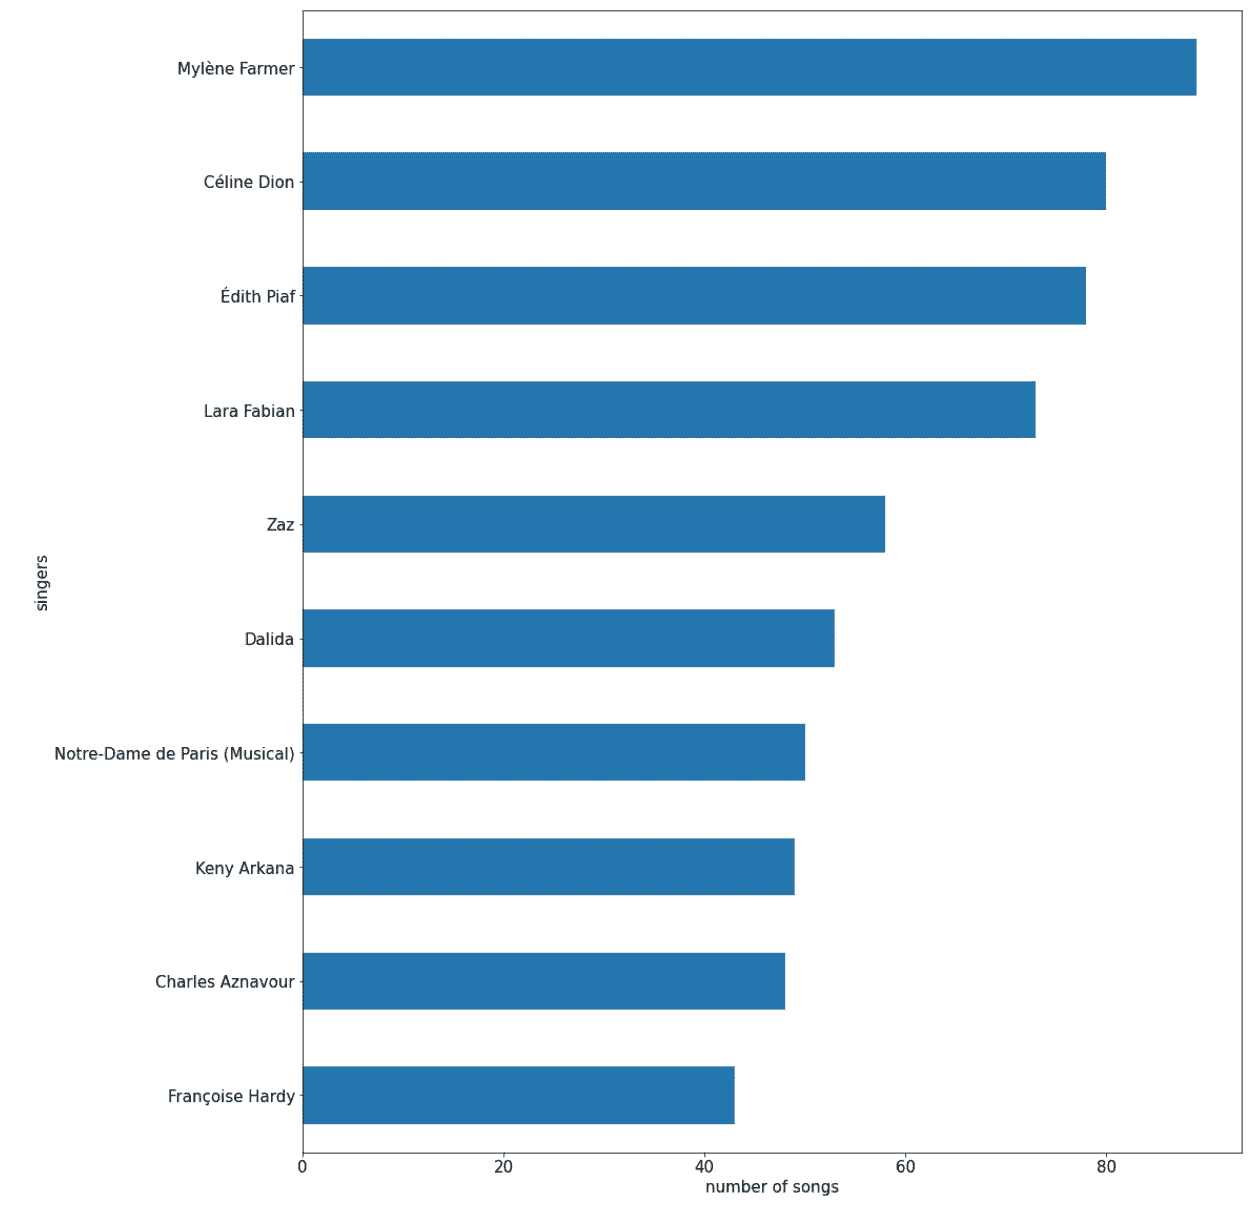 Mylène Farmer
Céline Dion
Édith Piaf
Lara Fabian
Zaz
Dalida
Notre-Dame de Paris (Musical)
Keny Arkana
Charles Aznavour
Françoise Hardy
singers
0 20 40 60 80
number of songs